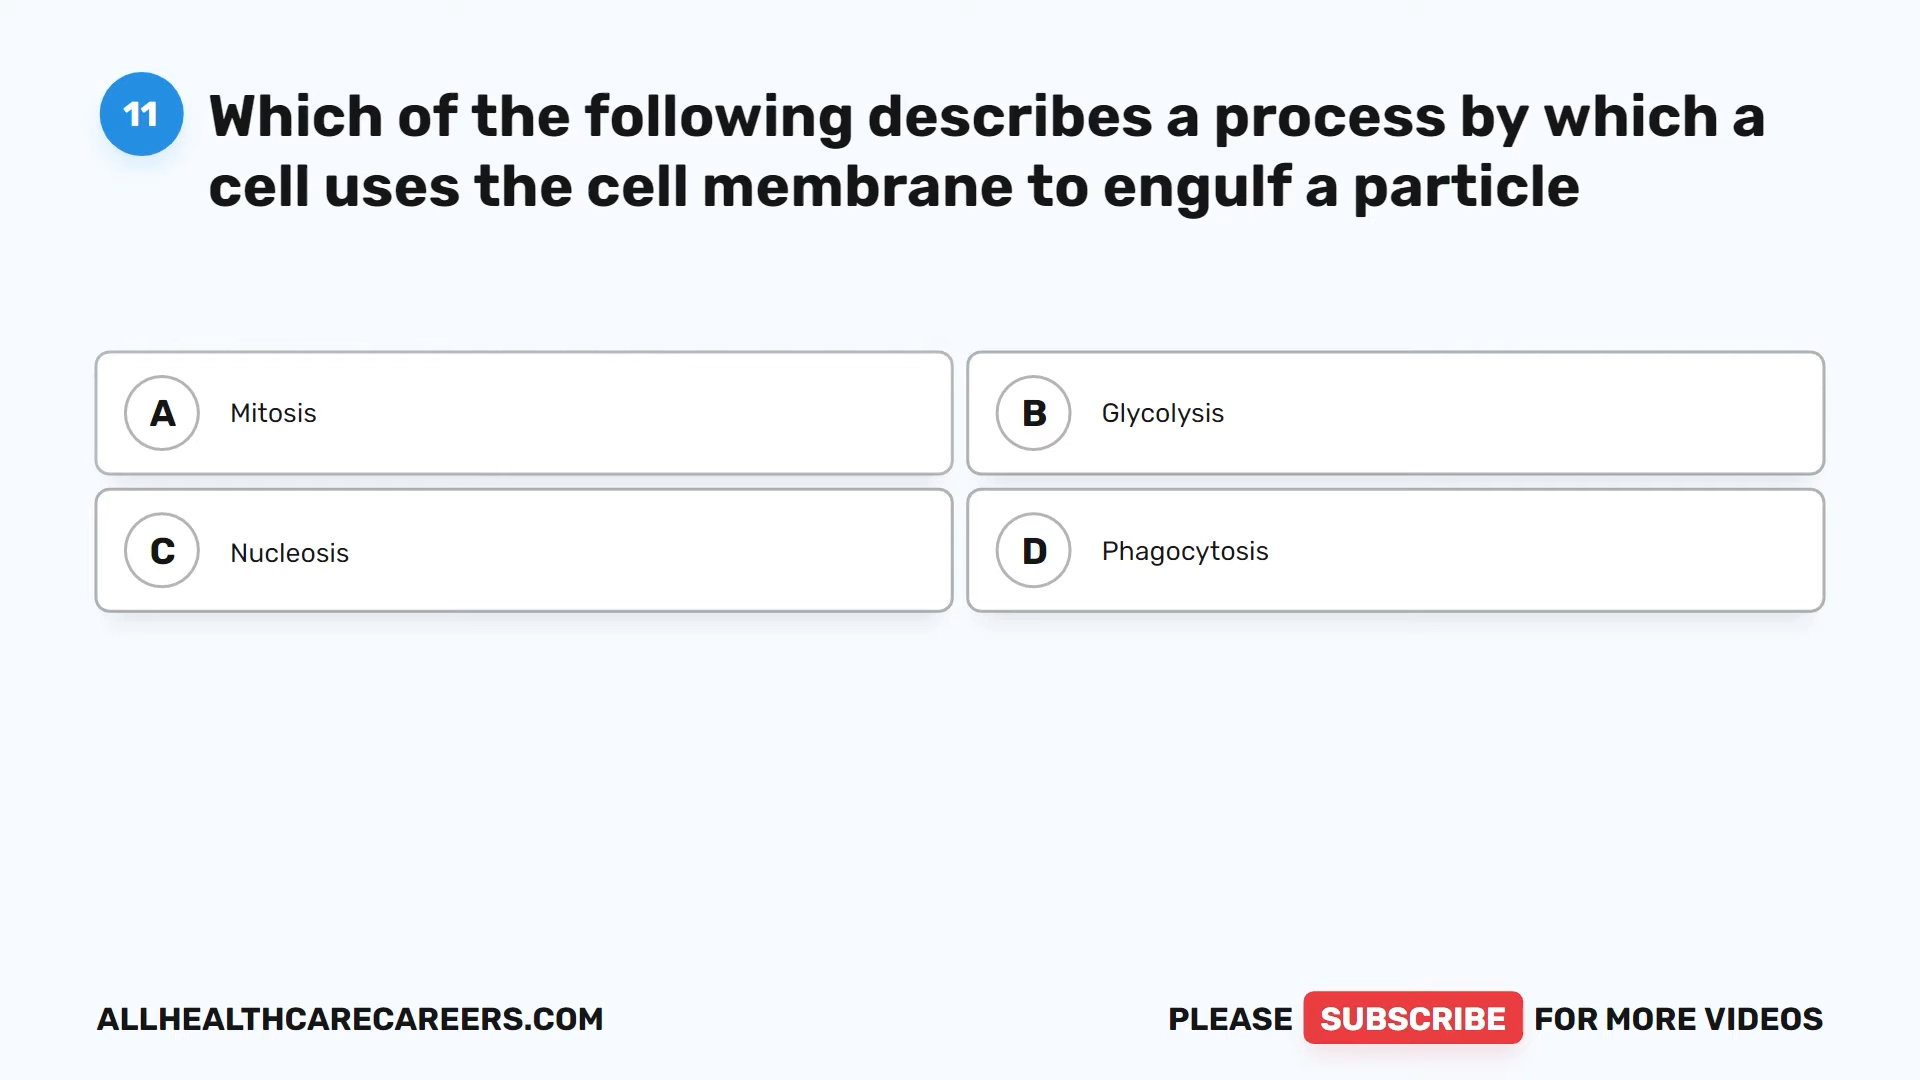 11
Which of the following describes a process by which a
cell uses the cell membrane to engulf a particle
A Mitosis
B Glycolysis
C Nucleosis
D Phagocytosis
ALLHEALTHCARECAREERS.COM
PLEASE SUBSCRIBE FOR MORE VIDEOS